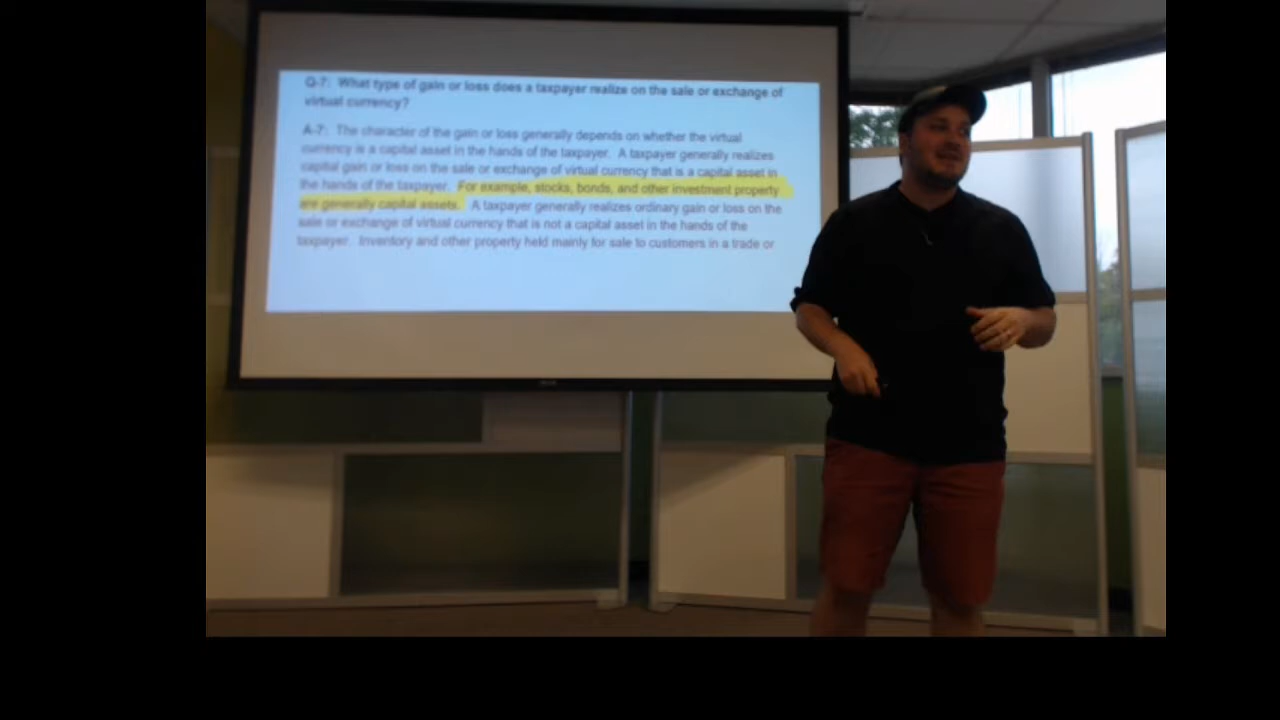 Q-7: What type of gain or loss does a taxpayer realize on the sale or exchange of
virtual currency?
A-7: The character of the gain or loss generally depends on whether the virtual
currency is a capital asset in the hands of the taxpayer. A taxpayer generally realizes
capital gain or loss on the sale or exchange of virtual currency that is a capital asset in
the hands of the taxpayer. For example, stocks, bonds, and other investment property
are generally capital assets. A taxpayer generally realizes ordinary gain or loss on the
sale or exchange of virtual currency that is not a capital asset in the hands of the
taxpayer. Inventory and other property held mainly for sale to customers in a trade or